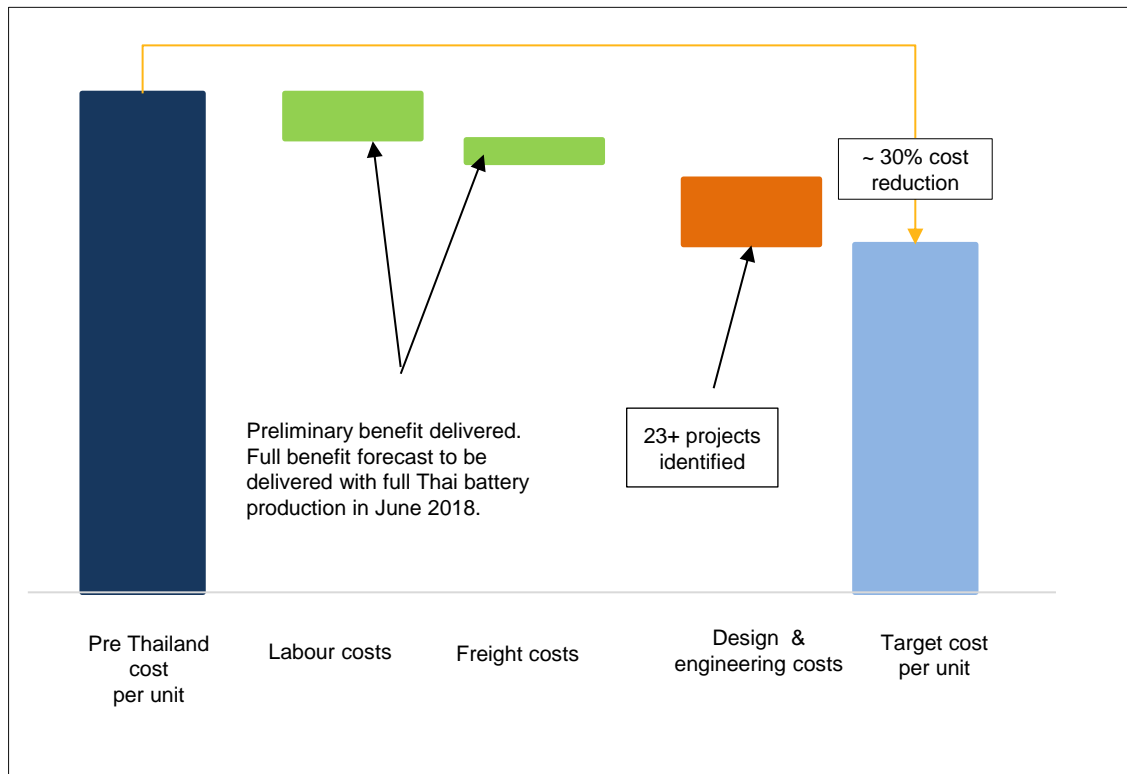 ~ 30% cost
reduction
Preliminary benefit delivered.
Full benefit forecast to be
delivered with full Thai battery
production in June 2018.
23+ projects
identified
Pre Thailand
cost
per unit
Labour costs
Freight costs
Design &
engineering costs
Target cost
per unit